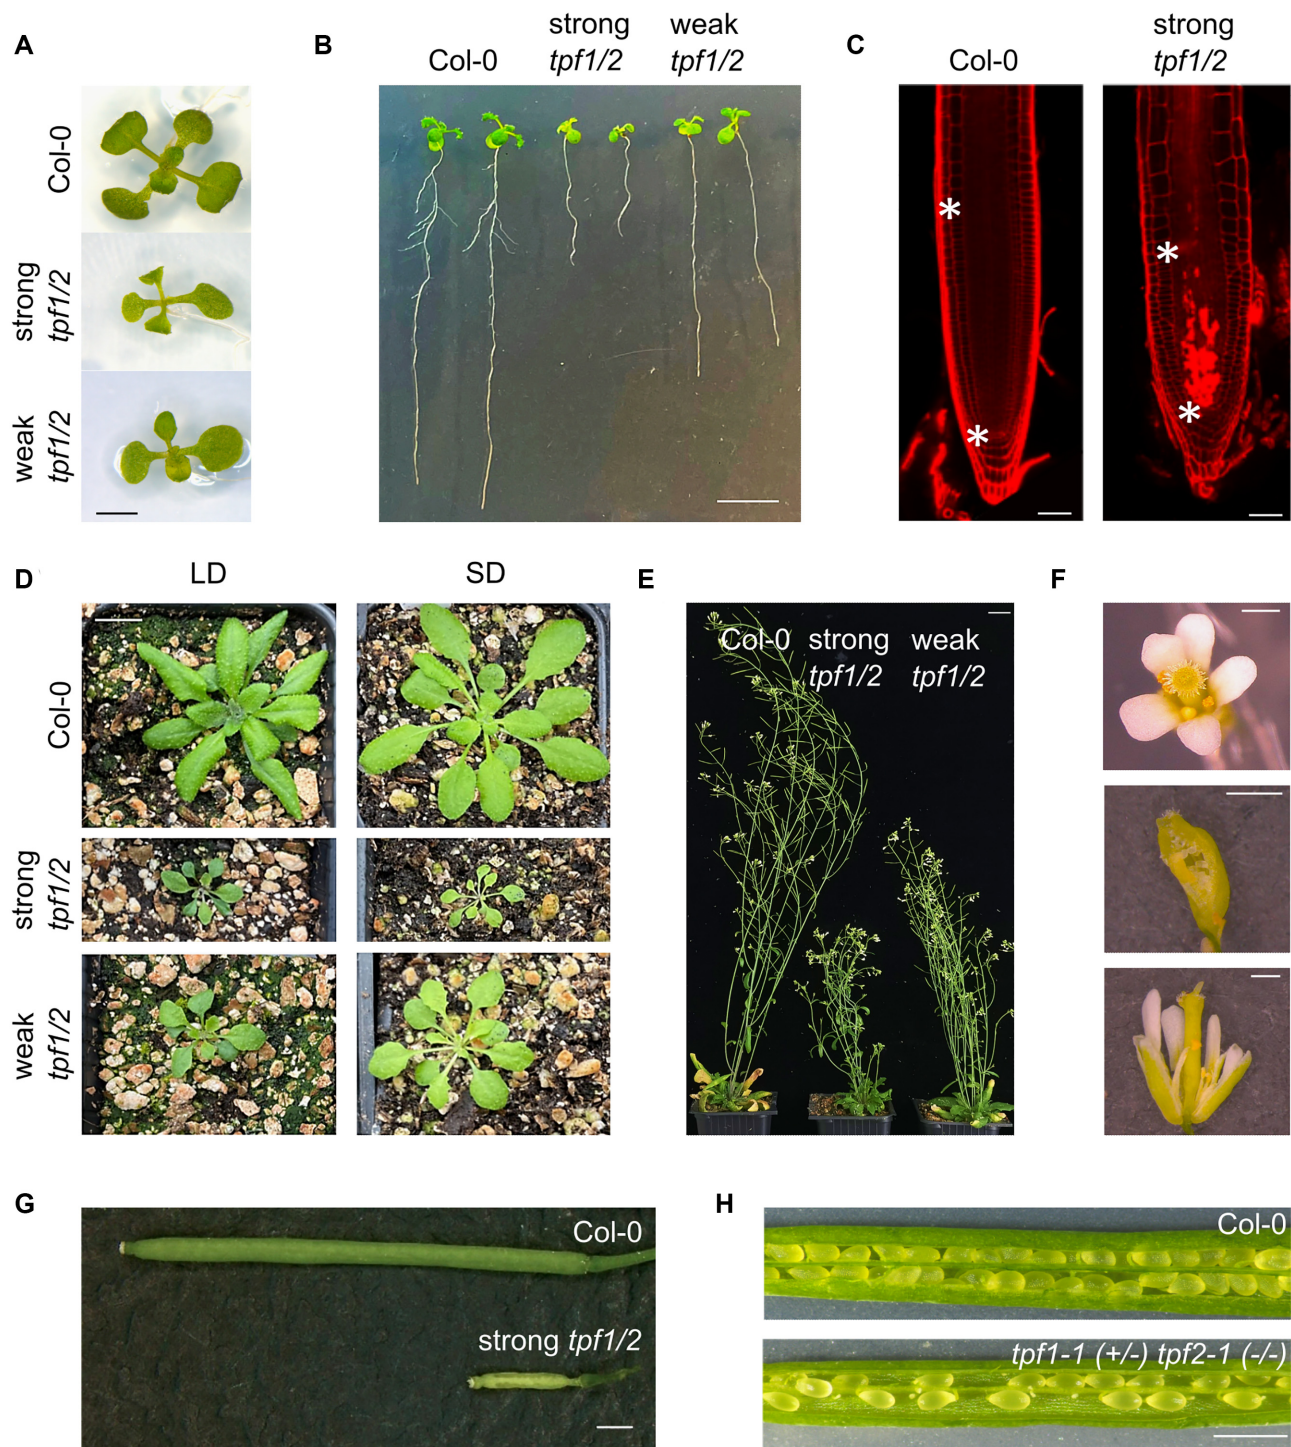 A
Col-0
strong
tpf1/2
weak
tpf1/2
B
Col-0
strong
tpf1/2
weak
tpf1/2
C
Col-0
*
*
strong
tpf1/2
*
*
D
LD
SD
Col-0
strong
tpf1/2
weak
tpf1/2
E
Col-0
strong
tpf1/2
weak
tpf1/2
F
G
Col-0
strong tpf1/2
H
Col-0
tpf1-1 (+/-) tpf2-1 (-/-)